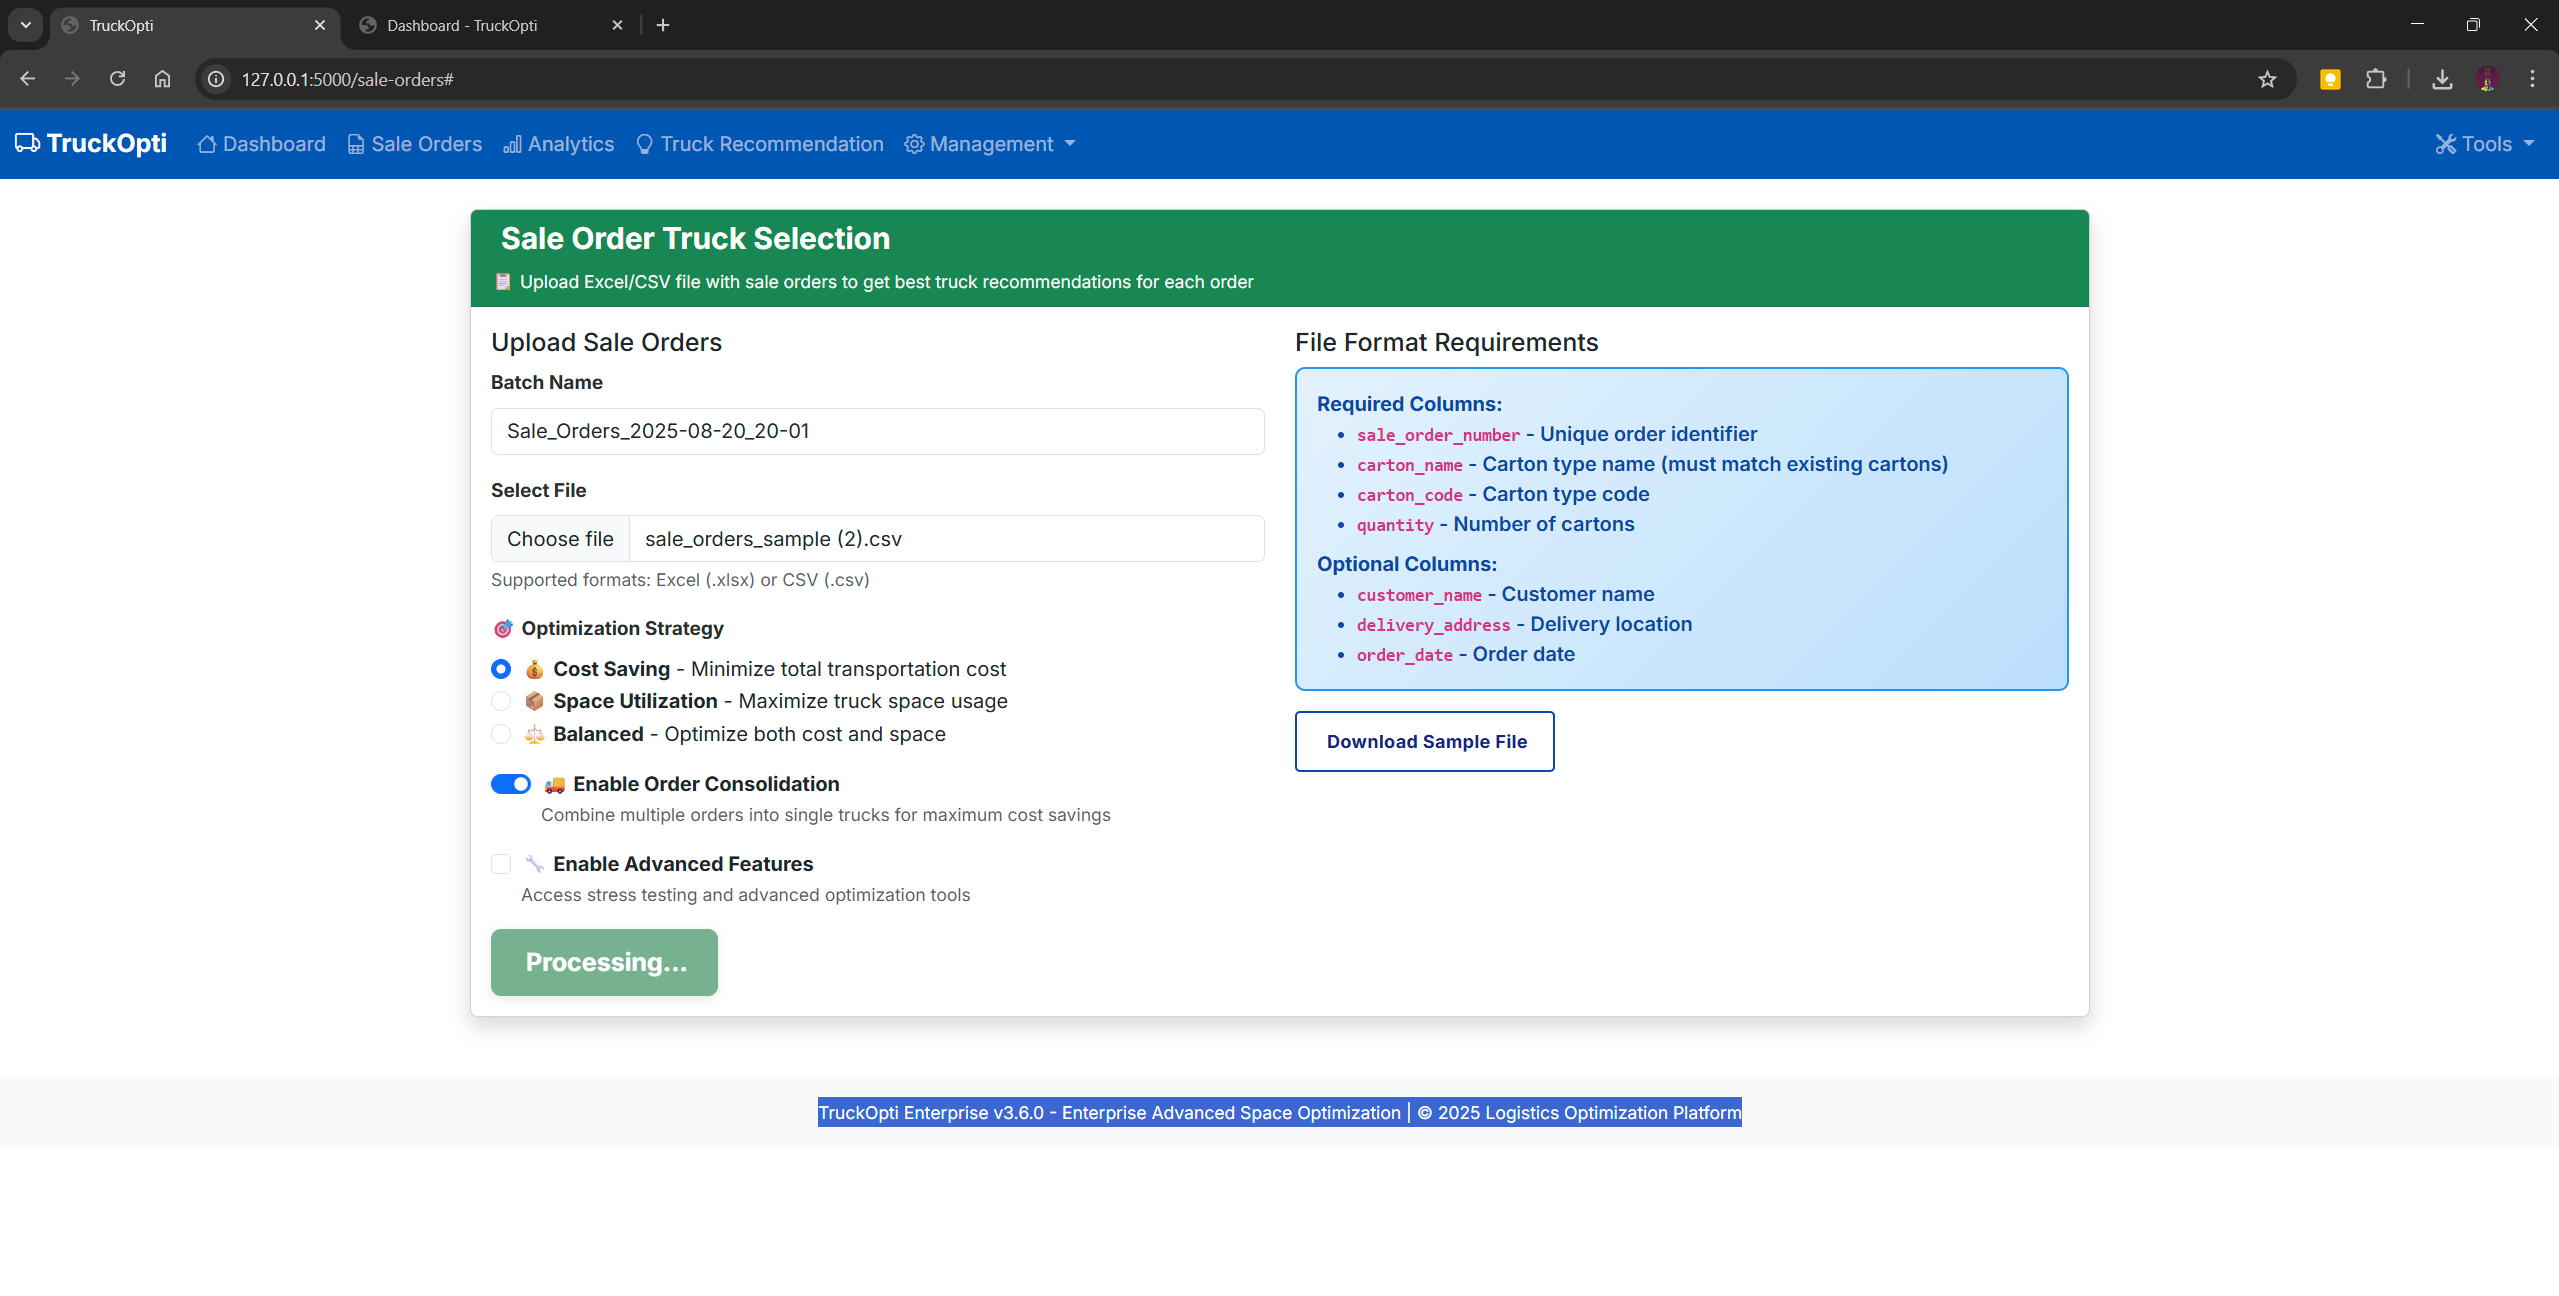 TruckOpti
Dashboard - TruckOpti
127.0.0.1:5000/sale-orders#
TruckOpti
Dashboard
Sale Orders
Analytics
Truck Recommendation
Management
Tools
Sale Order Truck Selection
Upload Excel/CSV file with sale orders to get best truck recommendations for each order
Upload Sale Orders
Batch Name
Sale_Orders_2025-08-20_20-01
Select File
Choose file sale_orders_sample (2).csv
Supported formats: Excel (.xlsx) or CSV (.csv)
Optimization Strategy
Cost Saving - Minimize total transportation cost
Space Utilization - Maximize truck space usage
Balanced - Optimize both cost and space
Enable Order Consolidation
Combine multiple orders into single trucks for maximum cost savings
Enable Advanced Features
Access stress testing and advanced optimization tools
Processing...
File Format Requirements
Required Columns:
sale_order_number - Unique order identifier
carton_name - Carton type name (must match existing cartons)
carton_code - Carton type code
quantity - Number of cartons
Optional Columns:
customer_name - Customer name
delivery_address - Delivery location
order_date - Order date
Download Sample File
TruckOpti Enterprise v3.6.0 - Enterprise Advanced Space Optimization | © 2025 Logistics Optimization Platform